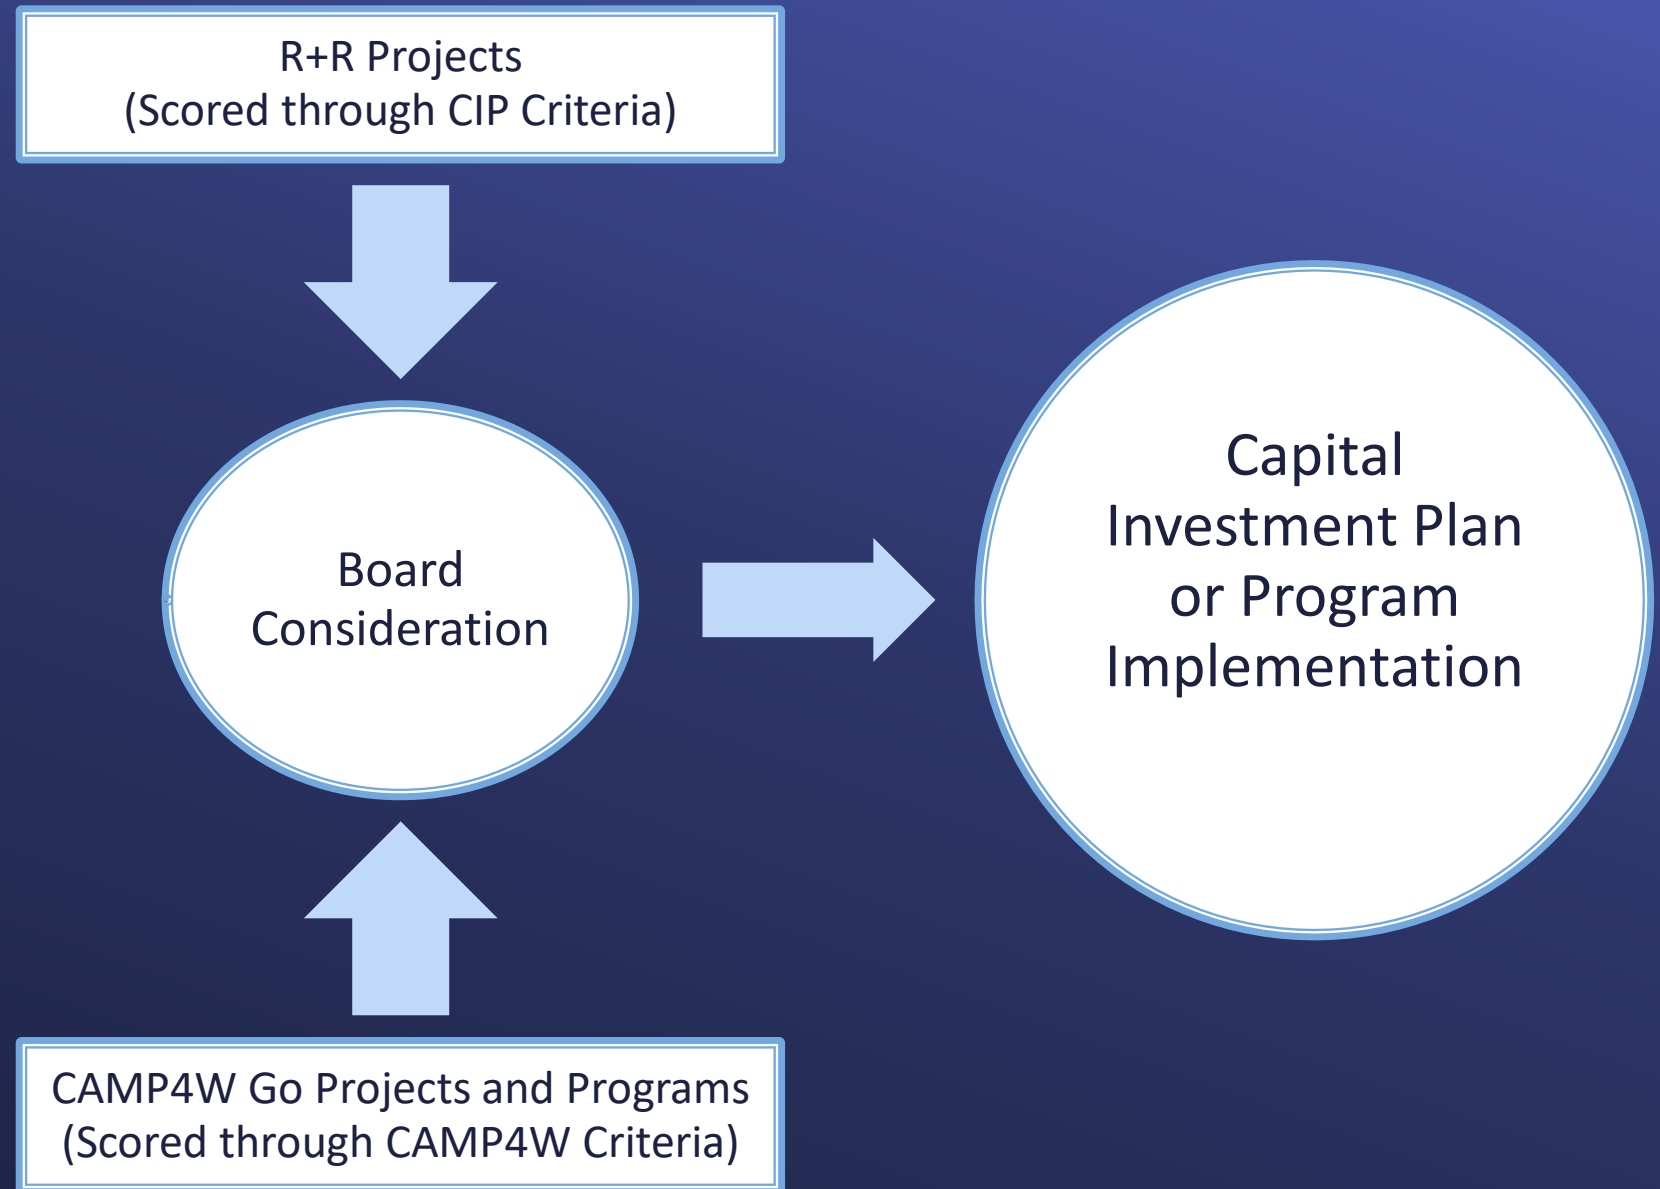 R+R Projects
(Scored through CIP Criteria)
Board
Consideration
Capital
Investment Plan
or Program
Implementation
CAMP4W Go Projects and Programs
(Scored through CAMP4W Criteria)